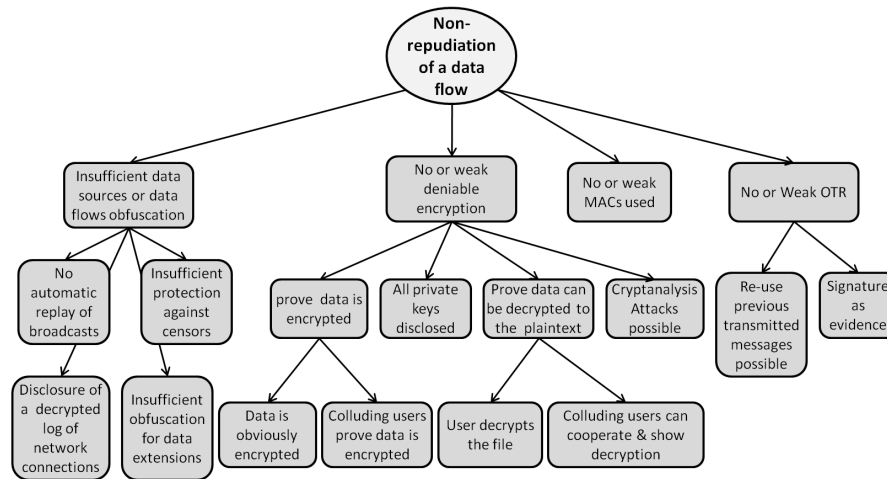 Non-
repudiation
of a data
flow
Insufficient data
sources or data
flows obfuscation
No or weak
deniable
encryption
No or weak
MACs used
No or Weak OTR
No
automatic
replay of
broadcasts
Insufficient
protection
against
censors
prove data is
encrypted
All private
keys
disclosed
Prove data can
be decrypted to
the plaintext
Cryptanalysis
Attacks
possible
Re-use
previous
transmitted
messages
possible
Signature
as
evidence
Disclosure of
a decrypted
log of
network
connections
Insufficient
obfuscation
for data
extensions
Data is
obviously
encrypted
Colluding users
prove data is
encrypted
User decrypts
the file
Colluding users can
cooperate & show
decryption